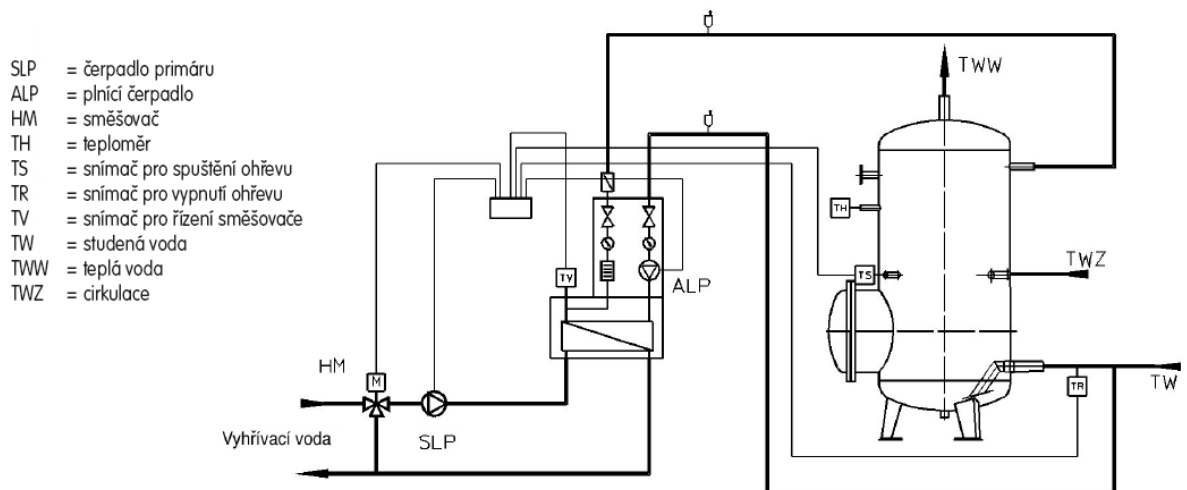 SLP = čerpadlo primáru
ALP = plnící čerpadlo
HM = směšovač
TH = teploměr
TS = snímač pro spuštění ohřevu
TR = snímač pro vypnutí ohřevu
TV = snímač pro řízení směšovače
TW = studená voda
TWW = teplá voda
TWZ = cirkulace
TWW
TH
TWZ
TS
TV
ALP
HM
M
TR
TW
SLP
Vyhřívací voda